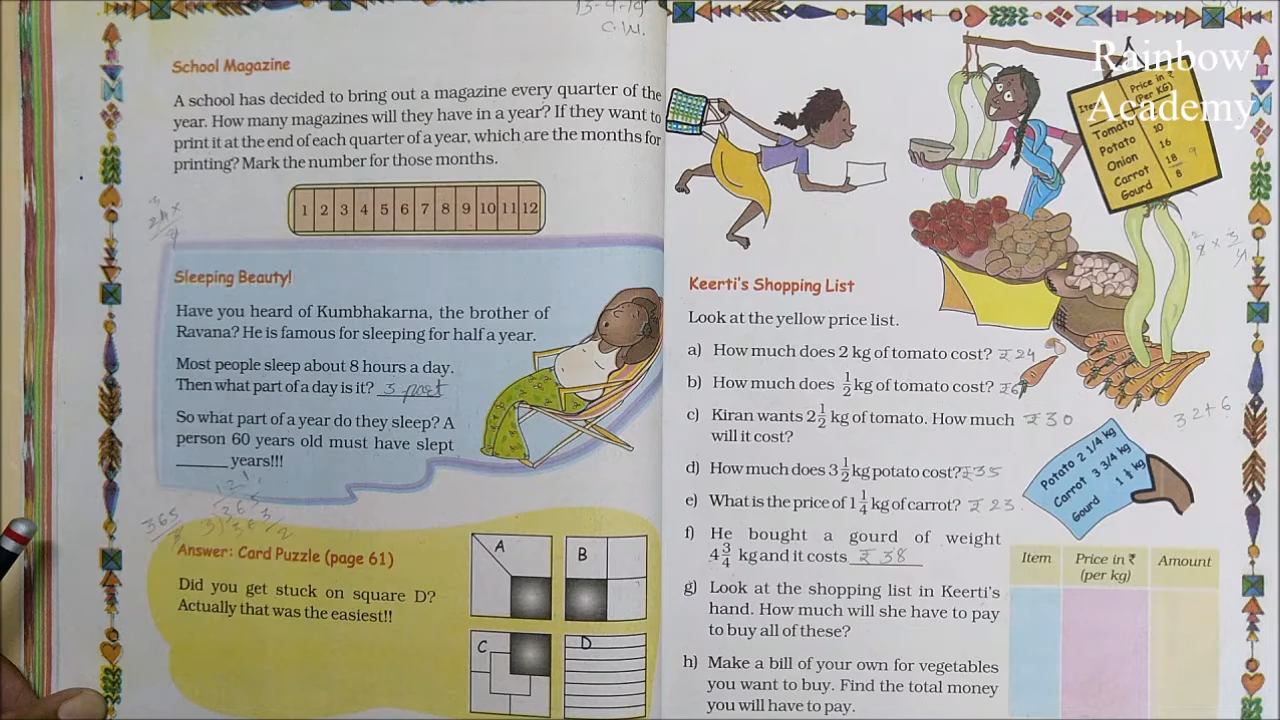 13-9-19
C.W.
School Magazine
A school has decided to bring out a magazine every quarter of the
year. How many magazines will they have in a year? If they want to
print it at the end of each quarter of a year, which are the months for
printing? Mark the number for those months.
1 2 3 4 5 6 7 8 9 10 11 12
Sleeping Beauty!
Have you heard of Kumbhakarna, the brother of
Ravana? He is famous for sleeping for half a year.
Most people sleep about 8 hours a day.
Then what part of a day is it? 3 part
So what part of a year do they sleep? A
person 60 years old must have slept
______ years!!!
365
Answer: Card Puzzle (page 61)
Did you get stuck on square D?
Actually that was the easiest!!
A
B
C
D
Rainbow
Academy
Item Price in ₹
(Per KG)
Tomato
Potato 10
Onion 16
Carrot 18 9
Gourd 8
Keerti's Shopping List
Look at the yellow price list.
a) How much does 2 kg of tomato cost? ₹24
b) How much does 1/2 kg of tomato cost? ₹6
c) Kiran wants 2 1/2 kg of tomato. How much ₹30
will it cost?
d) How much does 3 1/2 kg potato cost? ₹35
e) What is the price of 1 1/4 kg of carrot? ₹ 23
f) He bought a gourd of weight
4 3/4 kg and it costs ₹38
g) Look at the shopping list in Keerti's
hand. How much will she have to pay
to buy all of these?
h) Make a bill of your own for vegetables
you want to buy. Find the total money
you will have to pay.
32+6
Potato 2 1/4 kg
Carrot 3 3/4 kg
Gourd 1 kg
Item Price in ₹ Amount
(per kg)